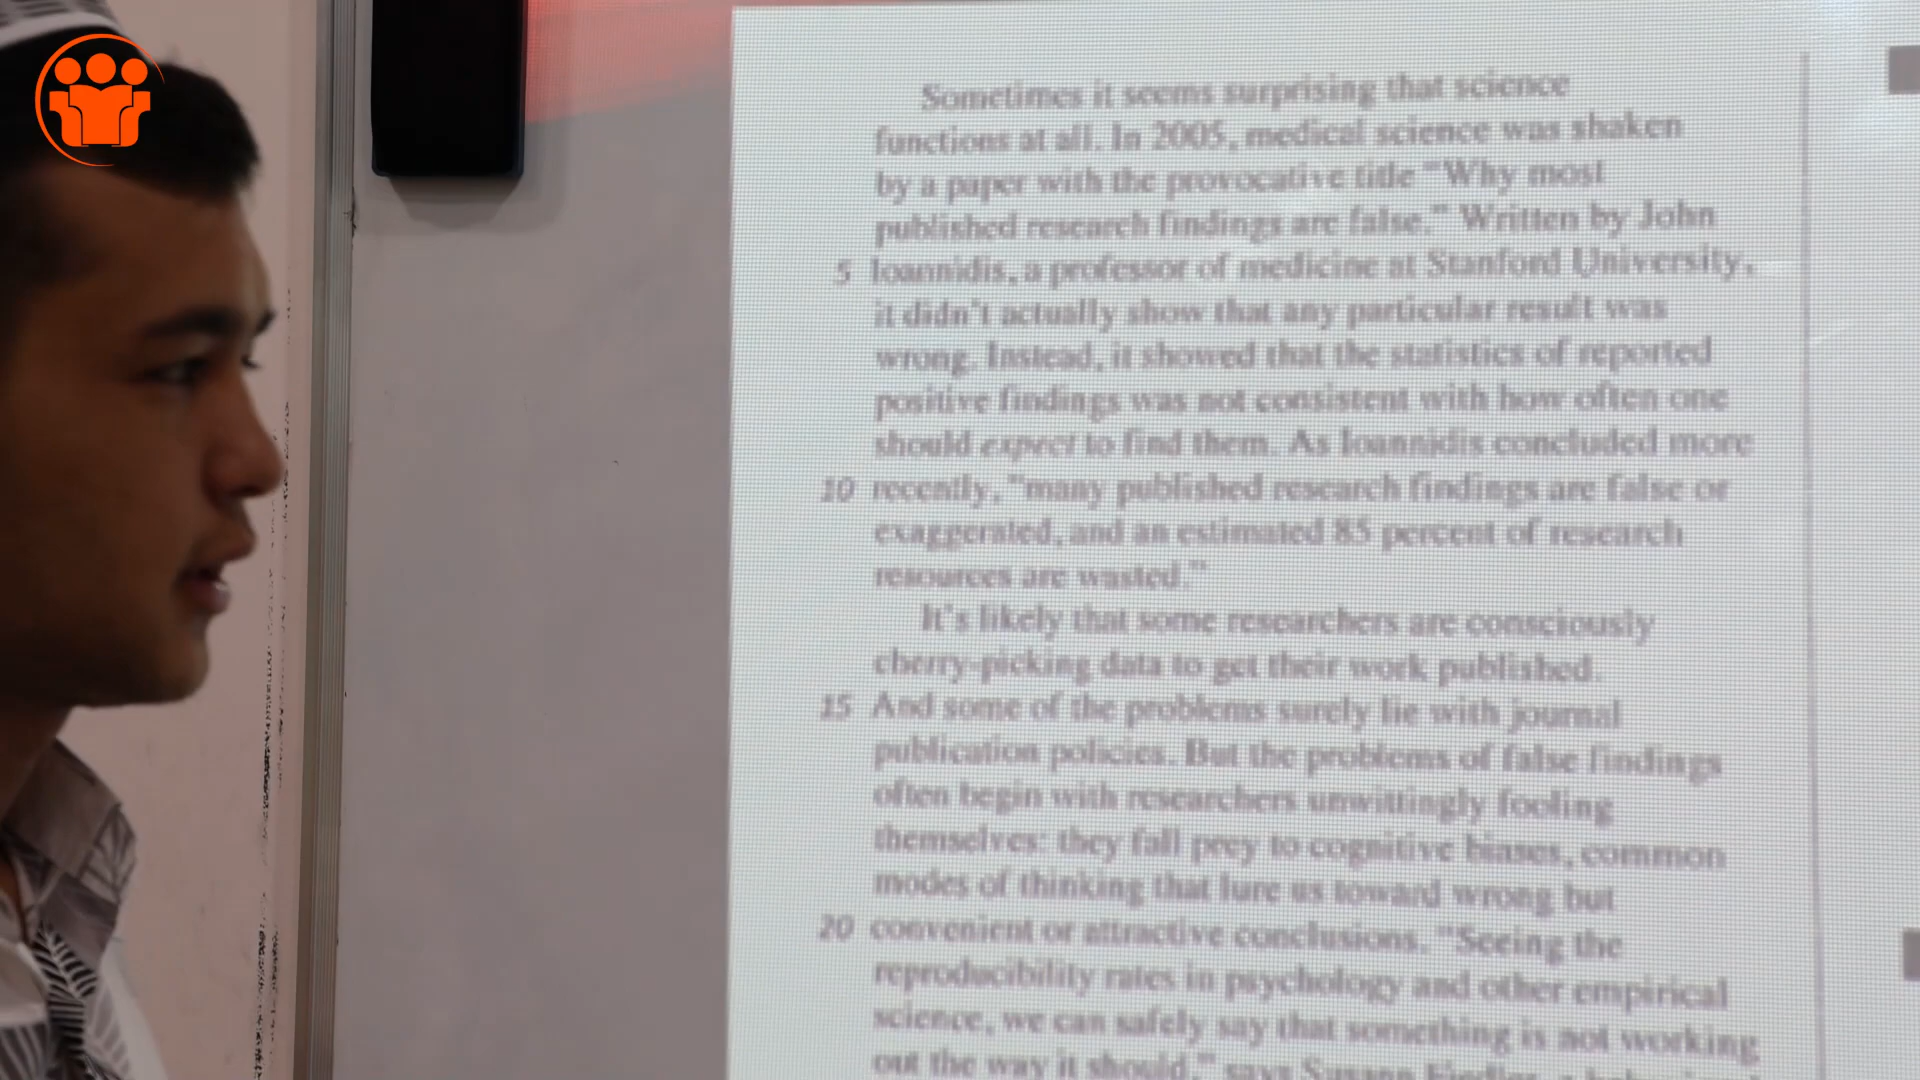 Sometimes it seems surprising that science
functions at all. In 2005, medical science was shaken
by a paper with the provocative title "Why most
published research findings are false." Written by John
5 Ioannidis, a professor of medicine at Stanford University,
it didn't actually show that any particular result was
wrong. Instead, it showed that the statistics of reported
positive findings was not consistent with how often one
should expect to find them. As Ioannidis concluded more
10 recently, "many published research findings are false or
exaggerated, and an estimated 85 percent of research
resources are wasted."
It's likely that some researchers are consciously
cherry-picking data to get their work published.
15 And some of the problems surely lie with journal
publication policies. But the problems of false findings
often begin with researchers unwittingly fooling
themselves: they fall prey to cognitive biases, common
modes of thinking that lure us toward wrong but
20 convenient or attractive conclusions. "Seeing the
reproducibility rates in psychology and other empirical
science, we can safely say that something is not working
out the way it should," says Susann